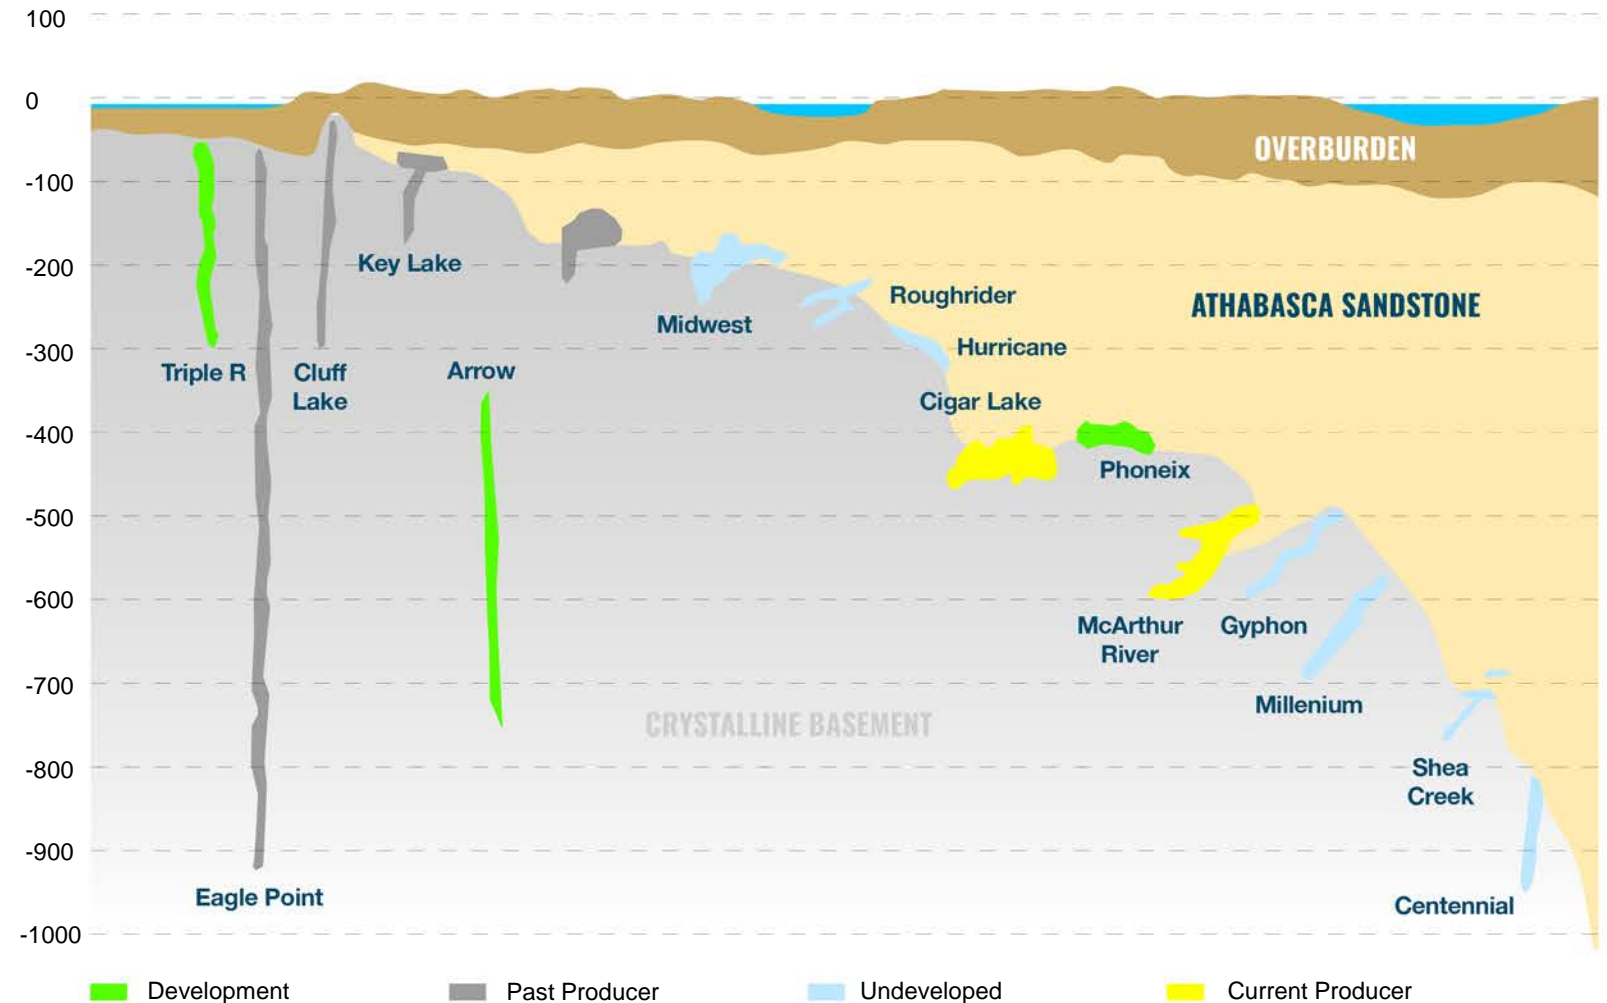 100
0
OVERBURDEN
-100
Key Lake
-200
Roughrider
ATHABASCA SANDSTONE
Midwest
Hurricane
-300
Triple R
Cluff
Lake
Arrow
Cigar Lake
-400
Phoneix
-500
-600
McArthur
River
Gyphon
-700
Millenium
CRYSTALLINE BASEMENT
-800
Shea
Creek
-900
Eagle Point
Centennial
-1000
Development
Past Producer
Undeveloped
Current Producer